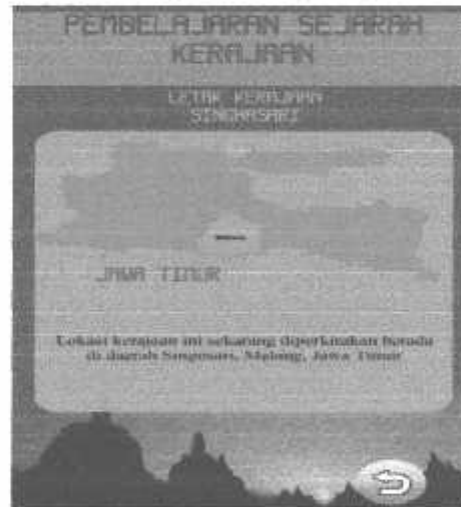 PEMBELAJARAN SEJARAH
KERAJAAN
LETAK KERAJAAN
SINGHASARI
JAWA TIMUR
Lokasi kerajaan ini sekarang diperkirakan berada
di daerah Singosari, Malang, Jawa Timur